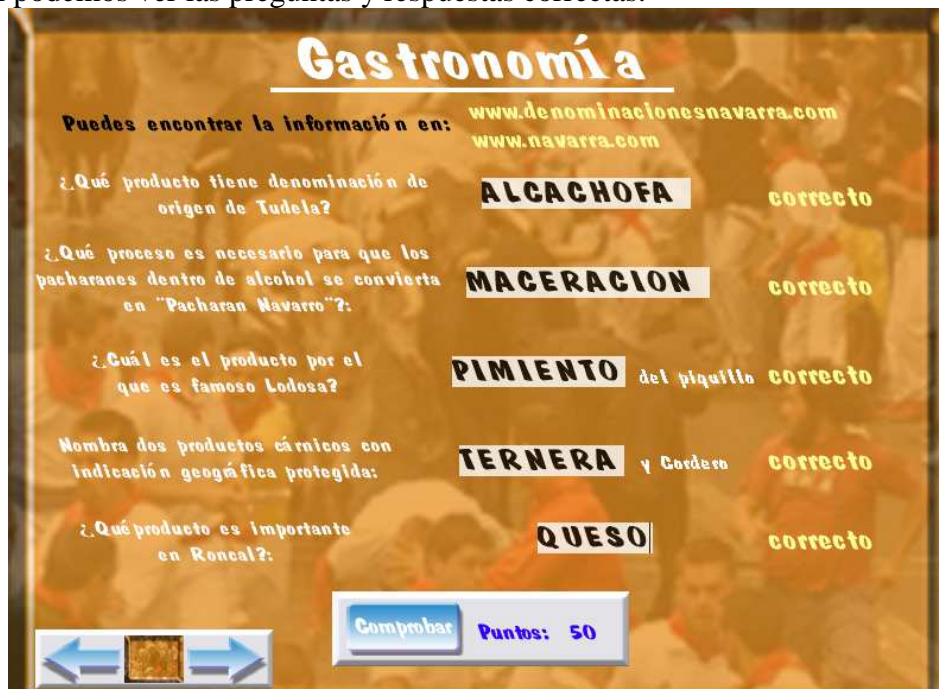 podemos ver las preguntas y respuestas correctas.
Gastronomía
Puedes encontrar la información en:
www.denominacionesnavarra.com
www.navarra.com
¿Qué producto tiene denominación de
origen de Tudela?
ALCACHOFA
correcto
¿Qué proceso es necesario para que los
pacharanes dentro de alcohol se convierta
en "Pacharan Navarro"?:
MACERACION
correcto
¿Cuál es el producto por el
que es famoso Lodosa?
PIMIENTO del piquillo correcto
Nombra dos productos cárnicos con
indicación geográfica protegida:
TERNERA y Cordero correcto
¿Qué producto es importante
en Roncal?:
QUESO
correcto
Comprobar Puntos: 50